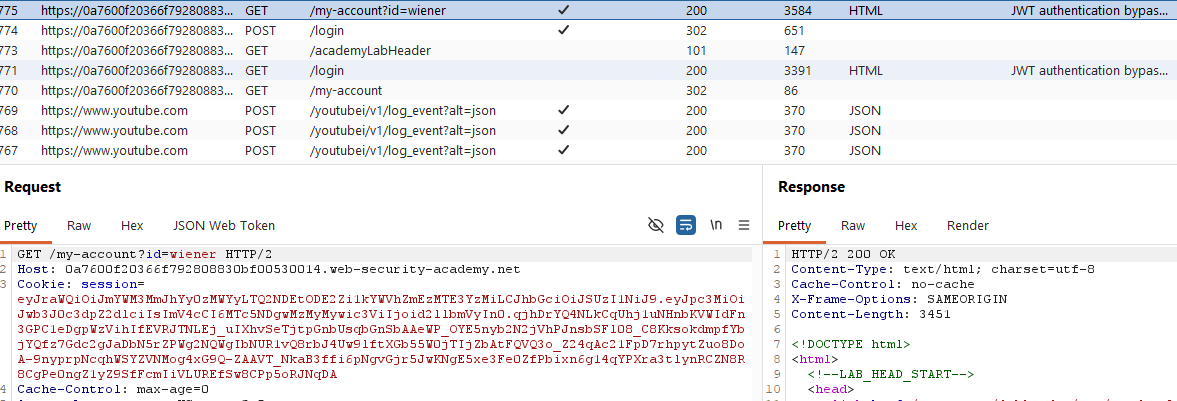 775 https://0a7600f20366f79280883... GET /my-account?id=wiener ✓ 200 3584 HTML JWT authentication bypas...
774 https://0a7600f20366f79280883... POST /login ✓ 302 651
773 https://0a7600f20366f79280883... GET /academyLabHeader 101 147
771 https://0a7600f20366f79280883... GET /login 200 3391 HTML JWT authentication bypas...
770 https://0a7600f20366f79280883... GET /my-account 302 86
769 https://www.youtube.com POST /youtubei/v1/log_event?alt=json ✓ 200 370 JSON
768 https://www.youtube.com POST /youtubei/v1/log_event?alt=json ✓ 200 370 JSON
767 https://www.youtube.com POST /youtubei/v1/log_event?alt=json ✓ 200 370 JSON
Request
Pretty Raw Hex JSON Web Token \n
1 GET /my-account?id=wiener HTTP/2
2 Host: 0a7600f20366f792808830bf00530014.web-security-academy.net
3 Cookie: session=
4 Cache-Control: max-age=0
Response
Pretty Raw Hex Render
1 HTTP/2 200 OK
2 Content-Type: text/html; charset=utf-8
3 Cache-Control: no-cache
4 X-Frame-Options: SAMEORIGIN
5 Content-Length: 3451
6
7 <!DOCTYPE html>
8 <html>
9 <!--LAB_HEAD_START-->
10 <head>